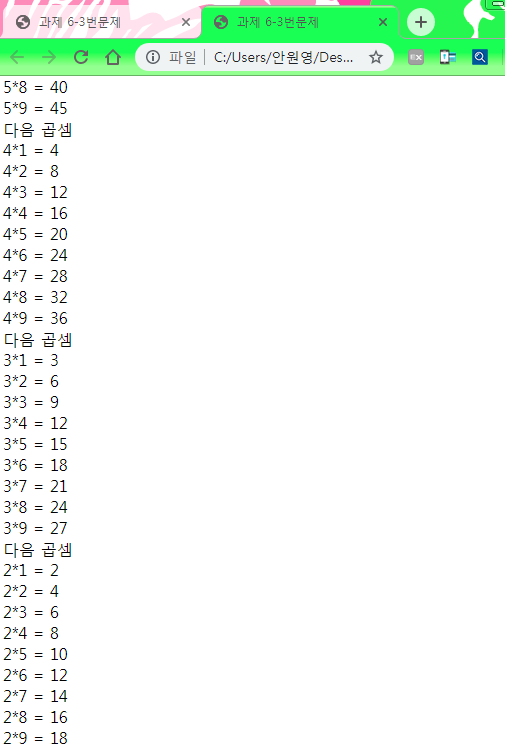 과제 6-3번문제
과제 6-3번문제
파일
C:/Users/안원영/Des...
5*8 = 40
5*9 = 45
다음 곱셈
4*1 = 4
4*2 = 8
4*3 = 12
4*4 = 16
4*5 = 20
4*6 = 24
4*7 = 28
4*8 = 32
4*9 = 36
다음 곱셈
3*1 = 3
3*2 = 6
3*3 = 9
3*4 = 12
3*5 = 15
3*6 = 18
3*7 = 21
3*8 = 24
3*9 = 27
다음 곱셈
2*1 = 2
2*2 = 4
2*3 = 6
2*4 = 8
2*5 = 10
2*6 = 12
2*7 = 14
2*8 = 16
2*9 = 18